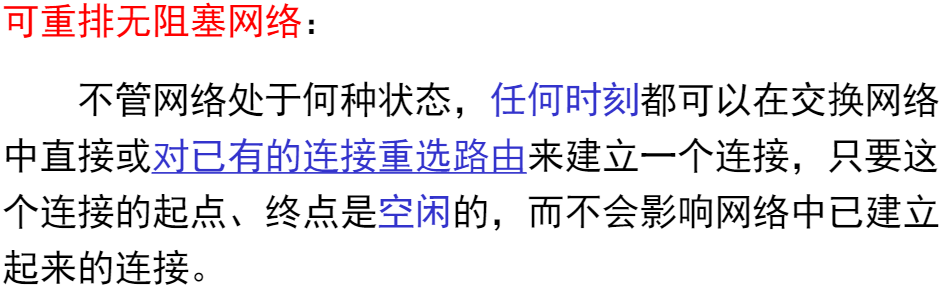 可重排无阻塞网络：
不管网络处于何种状态，任何时刻都可以在交换网络
中直接或对已有的连接重选路由来建立一个连接，只要这
个连接的起点、终点是空闲的，而不会影响网络中已建立
起来的连接。